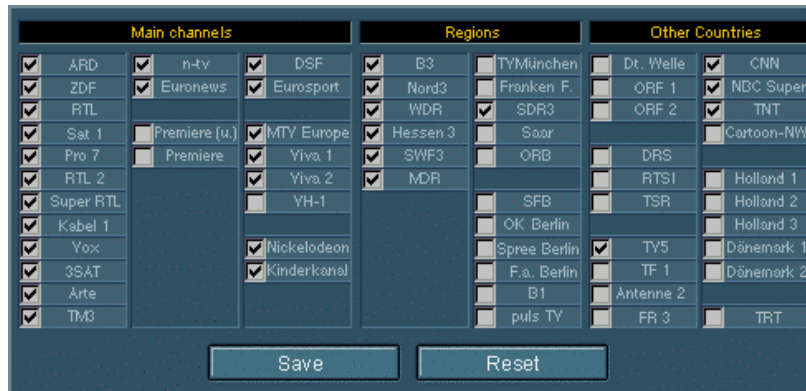 Main channels
Regions
Other Countries
ARD
ZDF
RTL
Sat 1
Pro 7
RTL 2
Super RTL
Kabel 1
Vox
3SAT
Arte
TM3
n-tv
Euronews
Premiere (u.)
Premiere
DSF
Eurosport
MTV Europe
Viva 1
Viva 2
VH-1
Nickelodeon
Kinderkanal
B3
Nord3
WDR
Hessen 3
SWF3
MDR
TVMünchen
Franken F.
SDR3
Saar
ORB
SFB
OK Berlin
Spree Berlin
F.a. Berlin
B1
puls TV
Dt. Welle
ORF 1
ORF 2
DRS
RTSI
TSR
TV5
TF 1
Antenne 2
FR 3
CNN
NBC Super
TNT
Cartoon-NW
Holland 1
Holland 2
Holland 3
Dänemark 1
Dänemark 2
TRT
Save
Reset